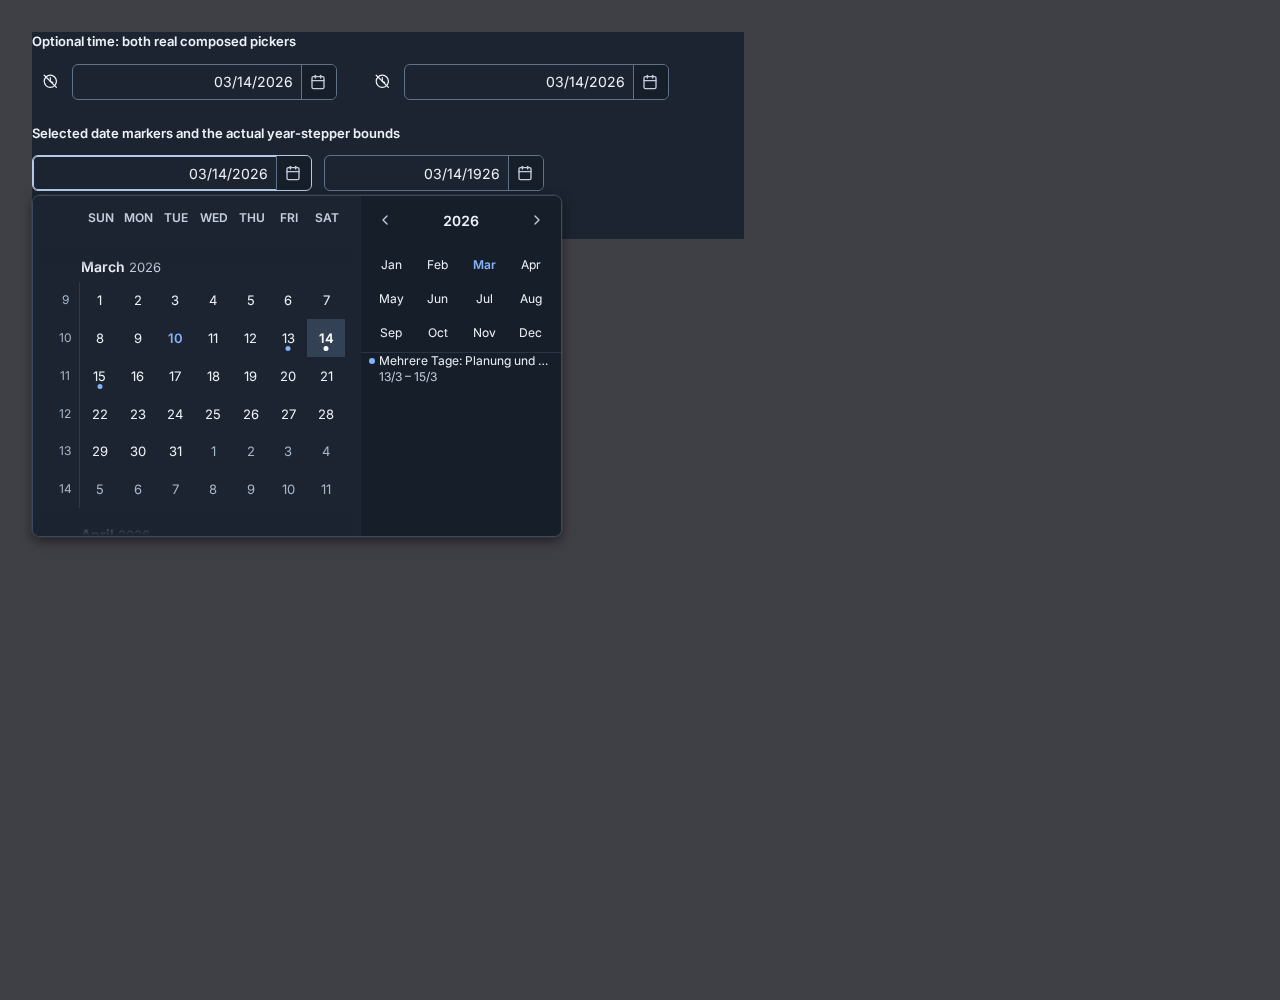 Optional time: both real composed pickers
03/14/2026 03/14/2026
Selected date markers and the actual year-stepper bounds
03/14/2026 03/14/1926
SUN MON TUE WED THU FRI SAT
March 2026
9 1 2 3 4 5 6 7
10 8 9 10 11 12 13 14
11 15 16 17 18 19 20 21
12 22 23 24 25 26 27 28
13 29 30 31 1 2 3 4
14 5 6 7 8 9 10 11
April 2026
2026
Jan Feb Mar Apr
May Jun Jul Aug
Sep Oct Nov Dec
Mehrere Tage: Planung und ...
13/3 – 15/3